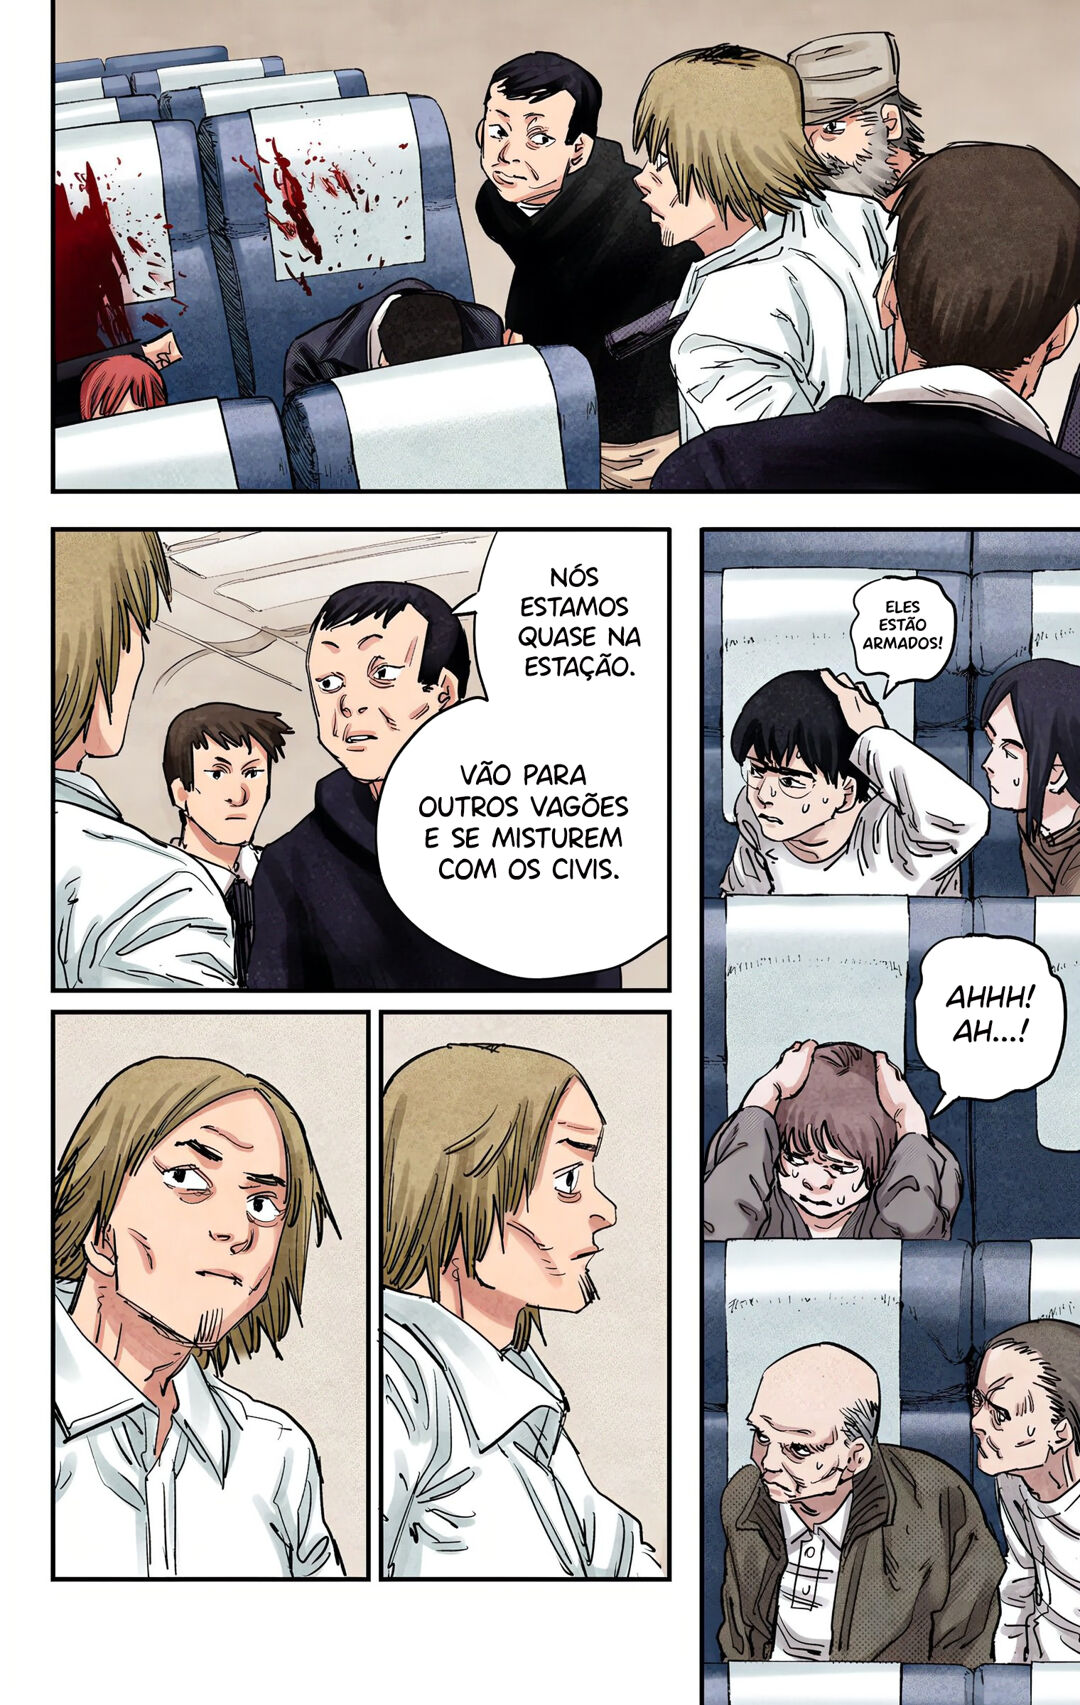 NÓS
ESTAMOS
QUASE NA
ESTAÇÃO.
VÃO PARA
OUTROS VAGÕES
E SE MISTUREM
COM OS CIVIS.
ELES
ESTÃO
ARMADOS!
AHHH!
AH...!